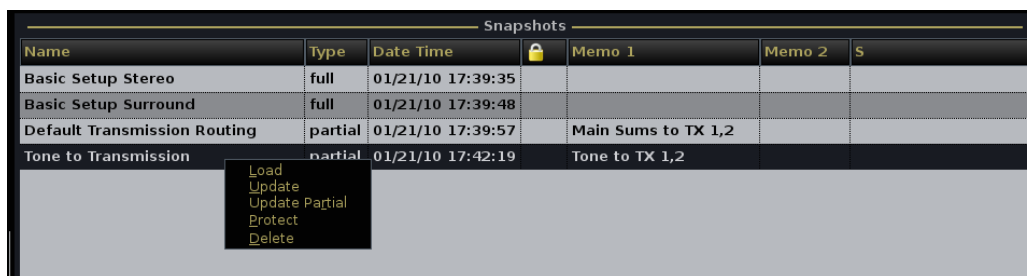 Snapshots
Name Type Date Time Memo 1 Memo 2 S
Basic Setup Stereo full 01/21/10 17:39:35
Basic Setup Surround full 01/21/10 17:39:48
Default Transmission Routing partial 01/21/10 17:39:57 Main Sums to TX 1,2
Tone to Transmission partial 01/21/10 17:42:19 Tone to TX 1,2
Load
Update
Update Partial
Protect
Delete